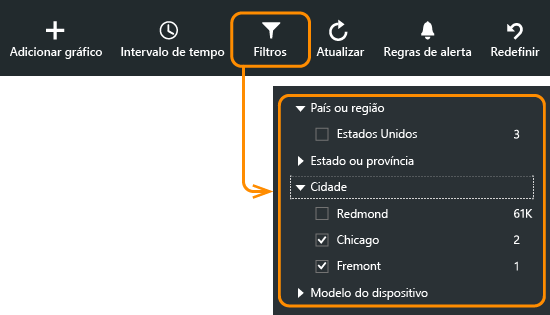 Adicionar gráfico Intervalo de tempo Filtros Atualizar Regras de alerta Redefinir
País ou região
Estados Unidos 3
Estado ou província
Cidade
Redmond 61K
Chicago 2
Fremont 1
Modelo do dispositivo